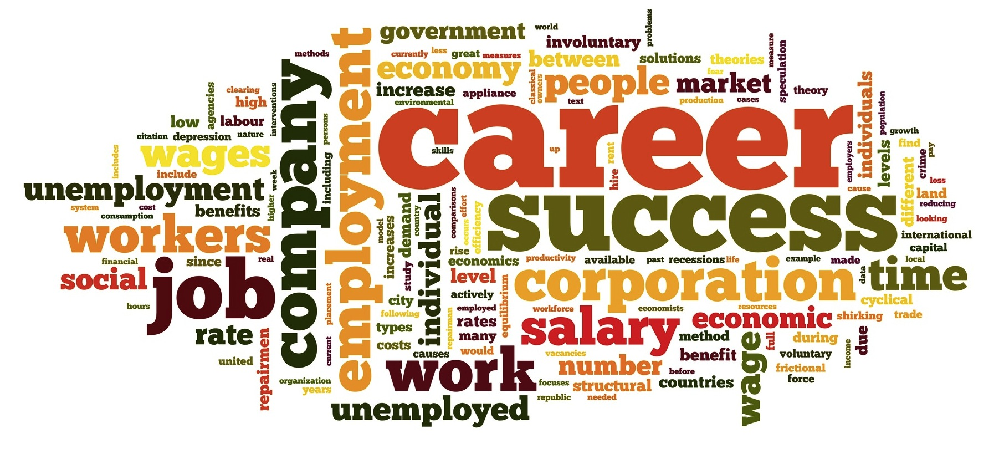 government
world
problems
involuntary
methods
currently
less
great
measures
between
solutions
theories
measure
speculation
economy
fear
classical
owners
people
market
theory
individuals
increase
appliance
environmental
text
production
cases
clearing
high
agencies
interventions
low
labour
citation
depression
nature
company
employment
persons
career
skills
up
rent
hire
population
growth
employers
levels
find
crime
pay
includes
wages
include
week
including
unemployment
cause
different
loss
land
reducing
looking
system
cost
consumption
benefits
higher
success
model
increases
demand
country
individual
comparisons
effort
occurs
efficiency
international
capital
workers
rise
financial
since
real
economics
productivity
available
past
recessions
life
example
made
local
social
job
study
level
corporation
data
time
actively
equilibrium
city
hours
placement
following
employed
workforce
economists
resources
cyclical
rates
salary
economic
shirking
trade
rate
types
repairman
many
method
wage
full
during
due
costs
causes
would
vacancies
benefit
voluntary
income
united
repairmen
current
work
number
before
frictional
force
organization
years
focuses
structural
countries
republic
needed
unemployed